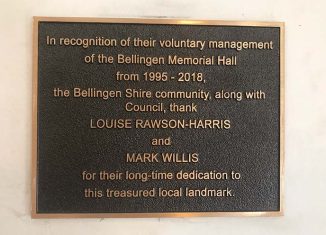 In recognition of their voluntary management
of the Bellingen Memorial Hall
from 1995 - 2018,
the Bellingen Shire community, along with
Council, thank
LOUISE RAWSON-HARRIS
and
MARK WILLIS
for their long-time dedication to
this treasured local landmark.